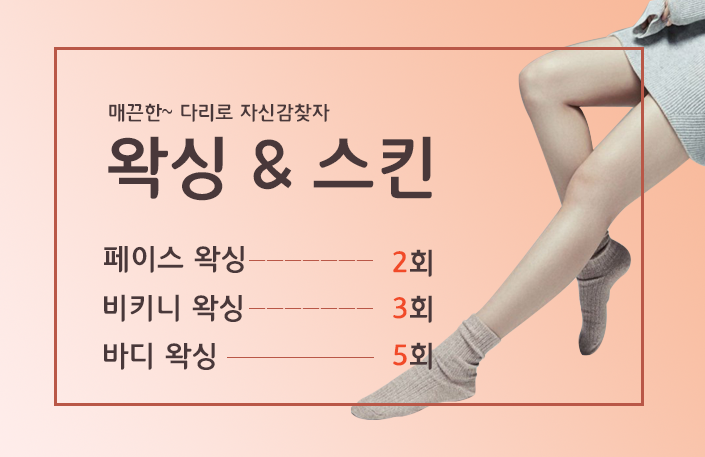 매끈한~ 다리로 자신감찾자
왁싱 & 스킨
페이스 왁싱 2회
비키니 왁싱 3회
바디 왁싱 5회